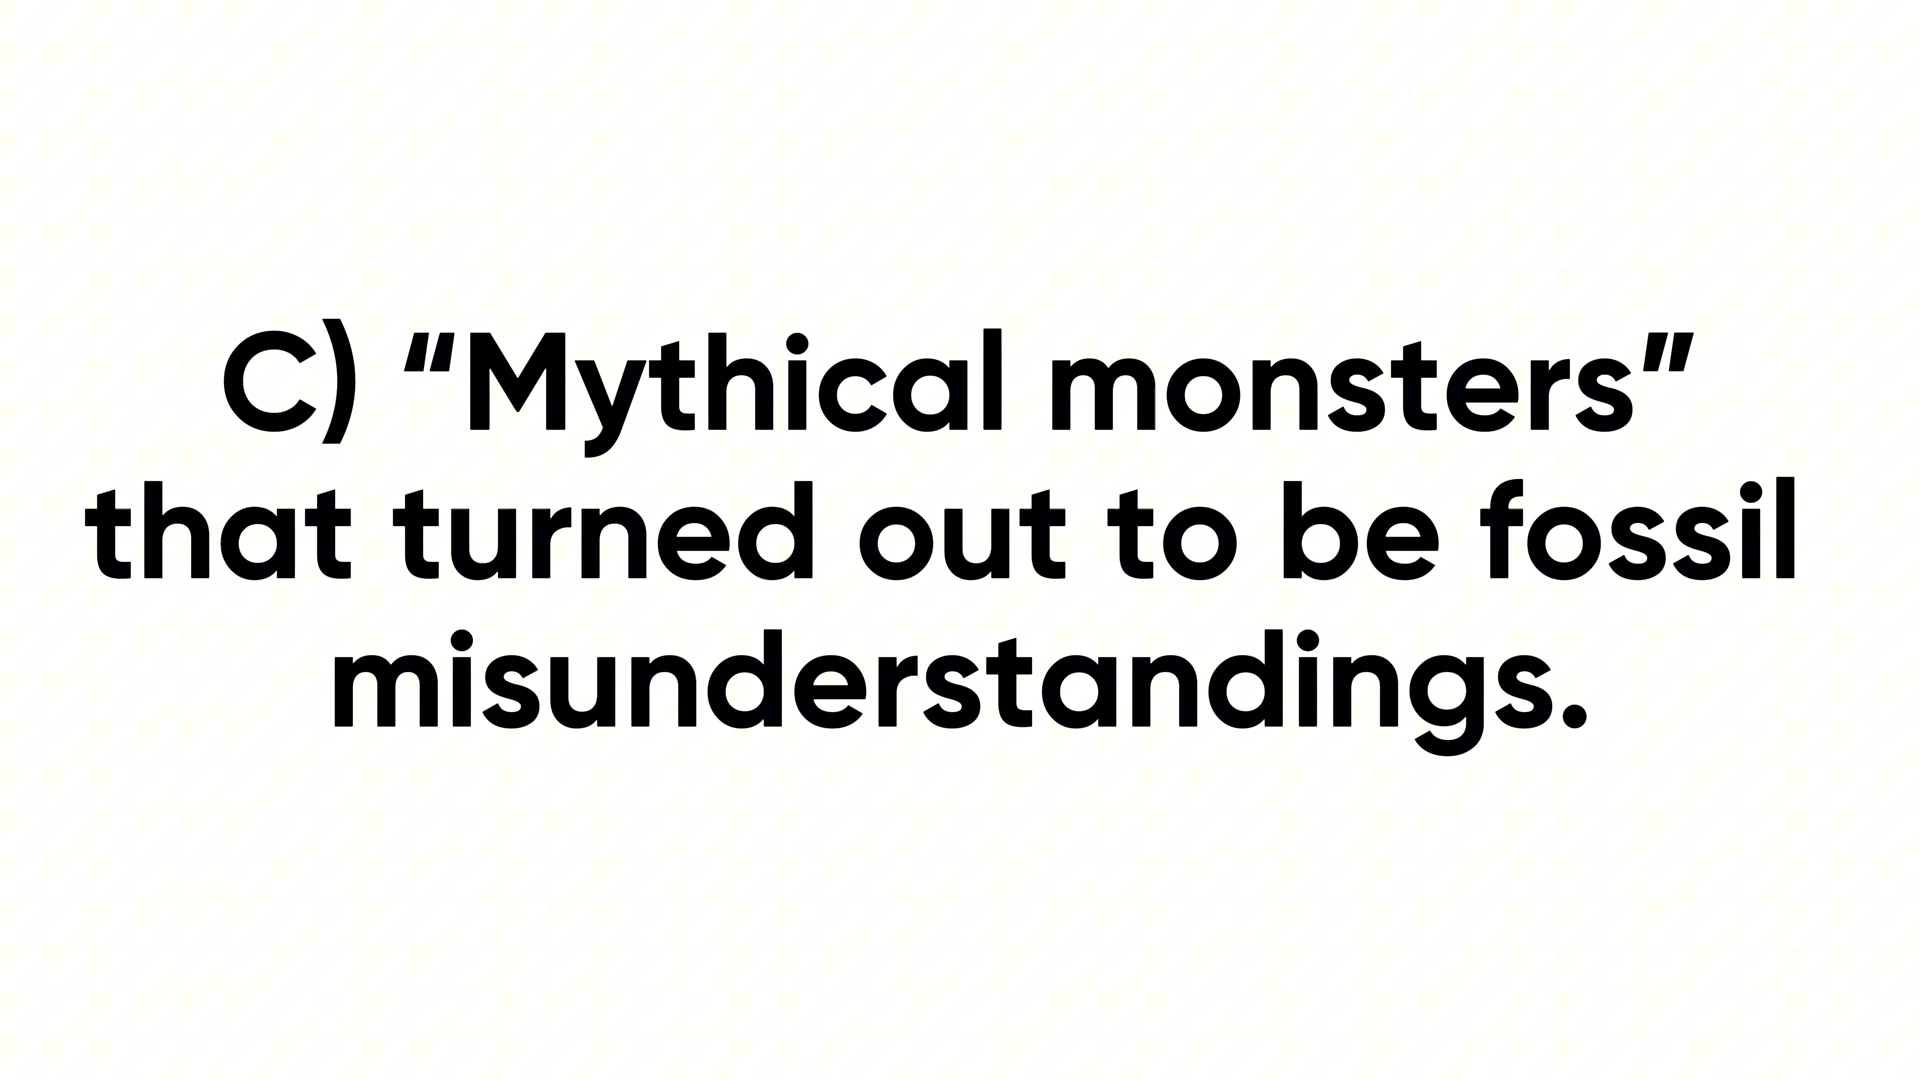 C) “Mythical monsters”
that turned out to be fossil
misunderstandings.